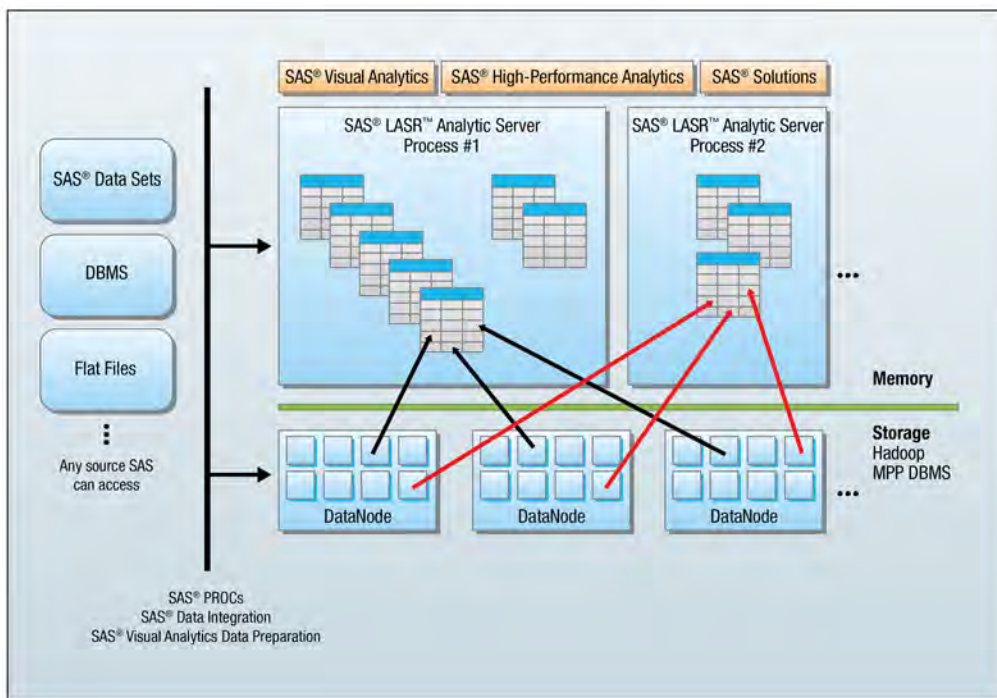 SAS® Visual Analytics
SAS® High-Performance Analytics
SAS® Solutions
SAS® LASR™ Analytic Server
Process #1
SAS® LASR™ Analytic Server
Process #2
SAS® Data Sets
DBMS
Flat Files
Any source SAS
can access
...
Memory
Storage
Hadoop
MPP DBMS
...
DataNode
DataNode
DataNode
SAS® PROCs
SAS® Data Integration
SAS® Visual Analytics Data Preparation